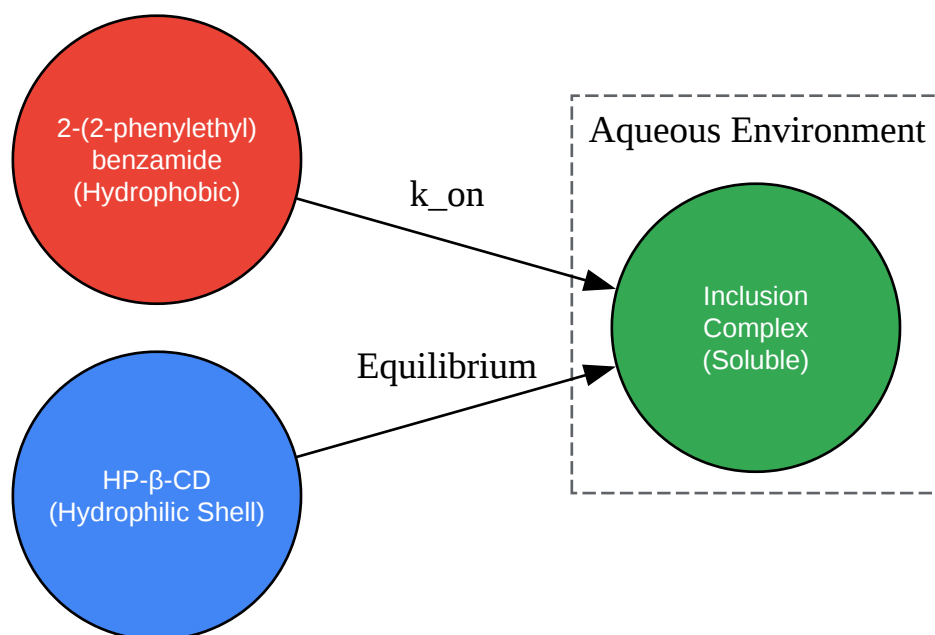 2-(2-phenylethyl)
benzamide
(Hydrophobic)
k_on
Aqueous Environment
Inclusion
Complex
(Soluble)
Equilibrium
HP-β-CD
(Hydrophilic Shell)